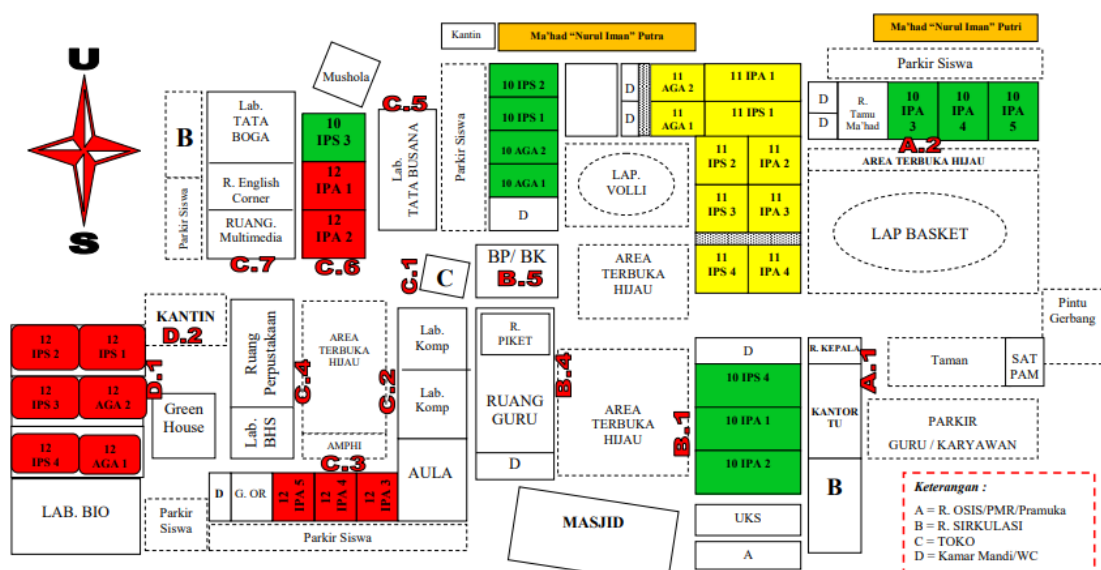 U
S
Kantin
Ma'had "Nurul Iman" Putra
Ma'had "Nurul Iman" Putri
Mushola
Parkir Siswa
B
Parkir Siswa
Lab.
TATA
BOGA
R. English
Corner
RUANG.
Multimedia
C.7
10
IPS 3
12
IPA 1
12
IPA 2
C.6
C.5
Lab.
TATA BUSANA
Parkir Siswa
10 IPS 2
10 IPS 1
10 AGA 2
10 AGA 1
D
D
D
11
AGA 2
11 IPA 1
11
AGA 1
11 IPS 1
LAP.
VOLLI
11
IPS 2
11
IPA 2
11
IPS 3
11
IPA 3
11
IPS 4
11
IPA 4
D
D
R.
Tamu
Ma'had
10
IPA
3
10
IPA
4
10
IPA
5
A.2
AREA TERBUKA HIJAU
LAP BASKET
C.1
C
BP/ BK
B.5
AREA
TERBUKA
HIJAU
Pintu
Gerbang
KANTIN
D.2
12
IPS 2
12
IPS 1
12
IPS 3
12
AGA 2
12
IPS 4
12
AGA 1
D.1
LAB. BIO
Green
House
Ruang
Perpustakaan
Lab.
BHS
C.4
AREA
TERBUKA
HIJAU
C.2
AMPHI
C.3
Lab.
Komp
Lab.
Komp
AULA
R.
PIKET
RUANG
GURU
D
B.4
AREA
TERBUKA
HIJAU
B.1
D
10 IPS 4
10 IPA 1
10 IPA 2
R. KEPALA
A.1
KANTOR
TU
B
Taman
SAT
PAM
PARKIR
GURU / KARYAWAN
Parkir
Siswa
D
G. OR
12
IPA 5
12
IPA 4
12
IPA 3
Parkir Siswa
MASJID
UKS
A
Keterangan :
A = R. OSIS/PMR/Pramuka
B = R. SIRKULASI
C = TOKO
D = Kamar Mandi/WC